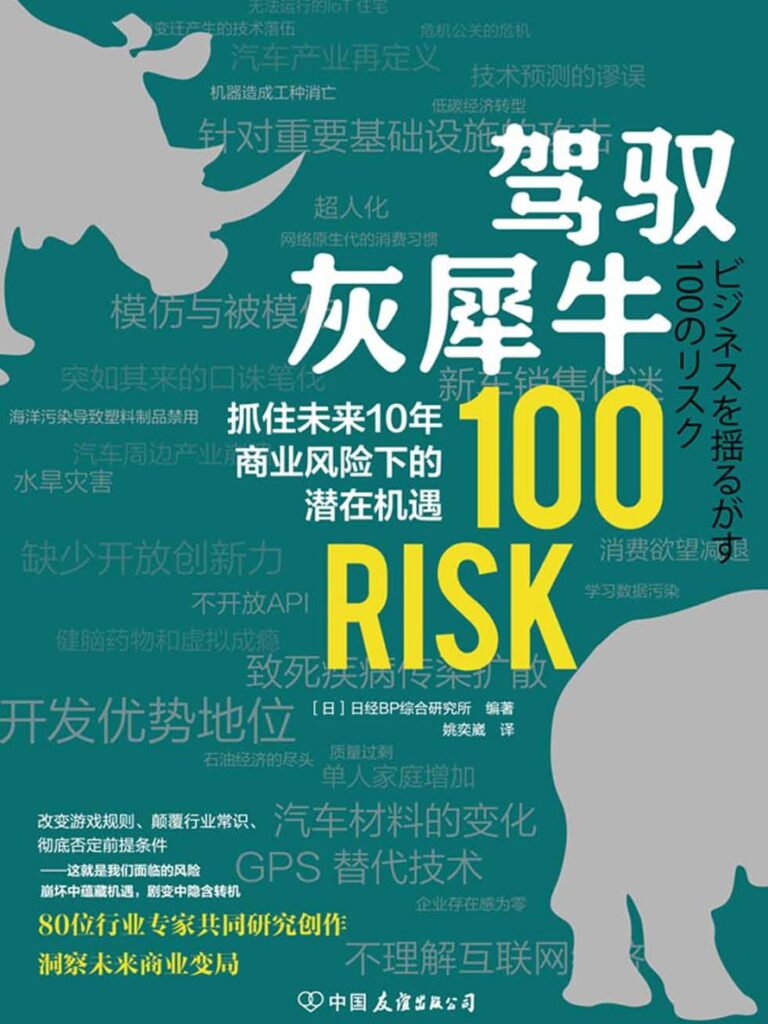 无法运行的IoT 住宅
变迁产生的技术落伍
危机公关的危机
汽车产业再定义
技术预测的谬误
机器造成工种消亡
低碳经济转型
针对重要基础设施的攻击
驾驭
灰犀牛
ビジネスを揺るがす
100のリスク
超人化
网络原生代的消费习惯
模仿与被模仿
突如其来的口诛笔伐
新车销售低迷
海洋污染导致塑料制品禁用
抓住未来10年
商业风险下的
潜在机遇
100
RISK
汽车周边产业崩
水旱灾害
缺少开放创新力
消费欲望减退
学习数据污染
不开放API
健脑药物和虚拟成瘾
致死疾病传染扩散
开发优势地位
［日］日经BP综合研究所 编著
姚奕崴 译
质量过剩
石油经济的尽头
单人家庭增加
汽车材料的变化
GPS 替代技术
企业存在感为零
不理解互联网
改变游戏规则、颠覆行业常识、
彻底否定前提条件
——这就是我们面临的风险
崩坏中蕴藏机遇，剧变中隐含转机
80位行业专家共同研究创作
洞察未来商业变局
中国友谊出版公司